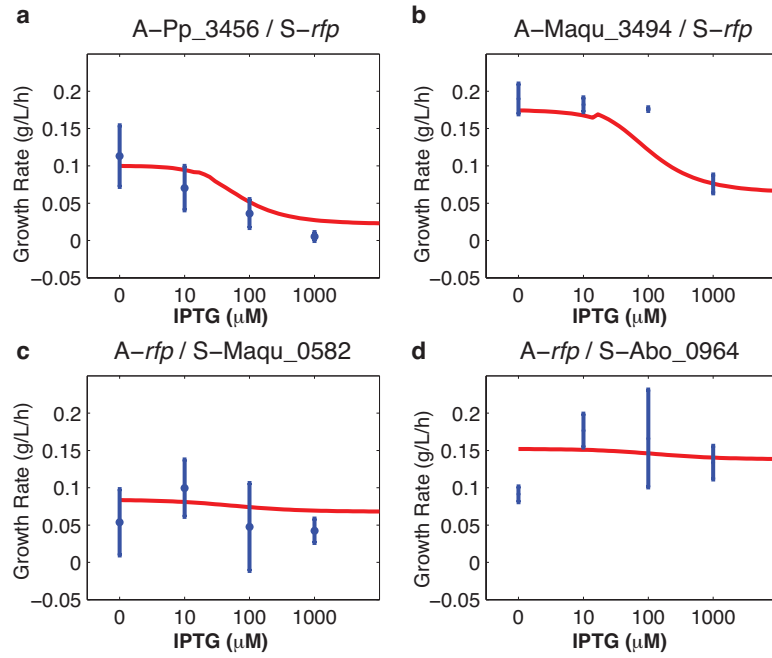 a
A–Pp_3456 / S–rfp
Growth Rate (g/L/h)
0.2
0.15
0.1
0.05
0
−0.05
0 10 100 1000
IPTG (μM)
b
A–Maqu_3494 / S–rfp
Growth Rate (g/L/h)
0.2
0.15
0.1
0.05
0
−0.05
0 10 100 1000
IPTG (μM)
c
A–rfp / S–Maqu_0582
Growth Rate (g/L/h)
0.2
0.15
0.1
0.05
0
−0.05
0 10 100 1000
IPTG (μM)
d
A–rfp / S–Abo_0964
Growth Rate (g/L/h)
0.2
0.15
0.1
0.05
0
−0.05
0 10 100 1000
IPTG (μM)